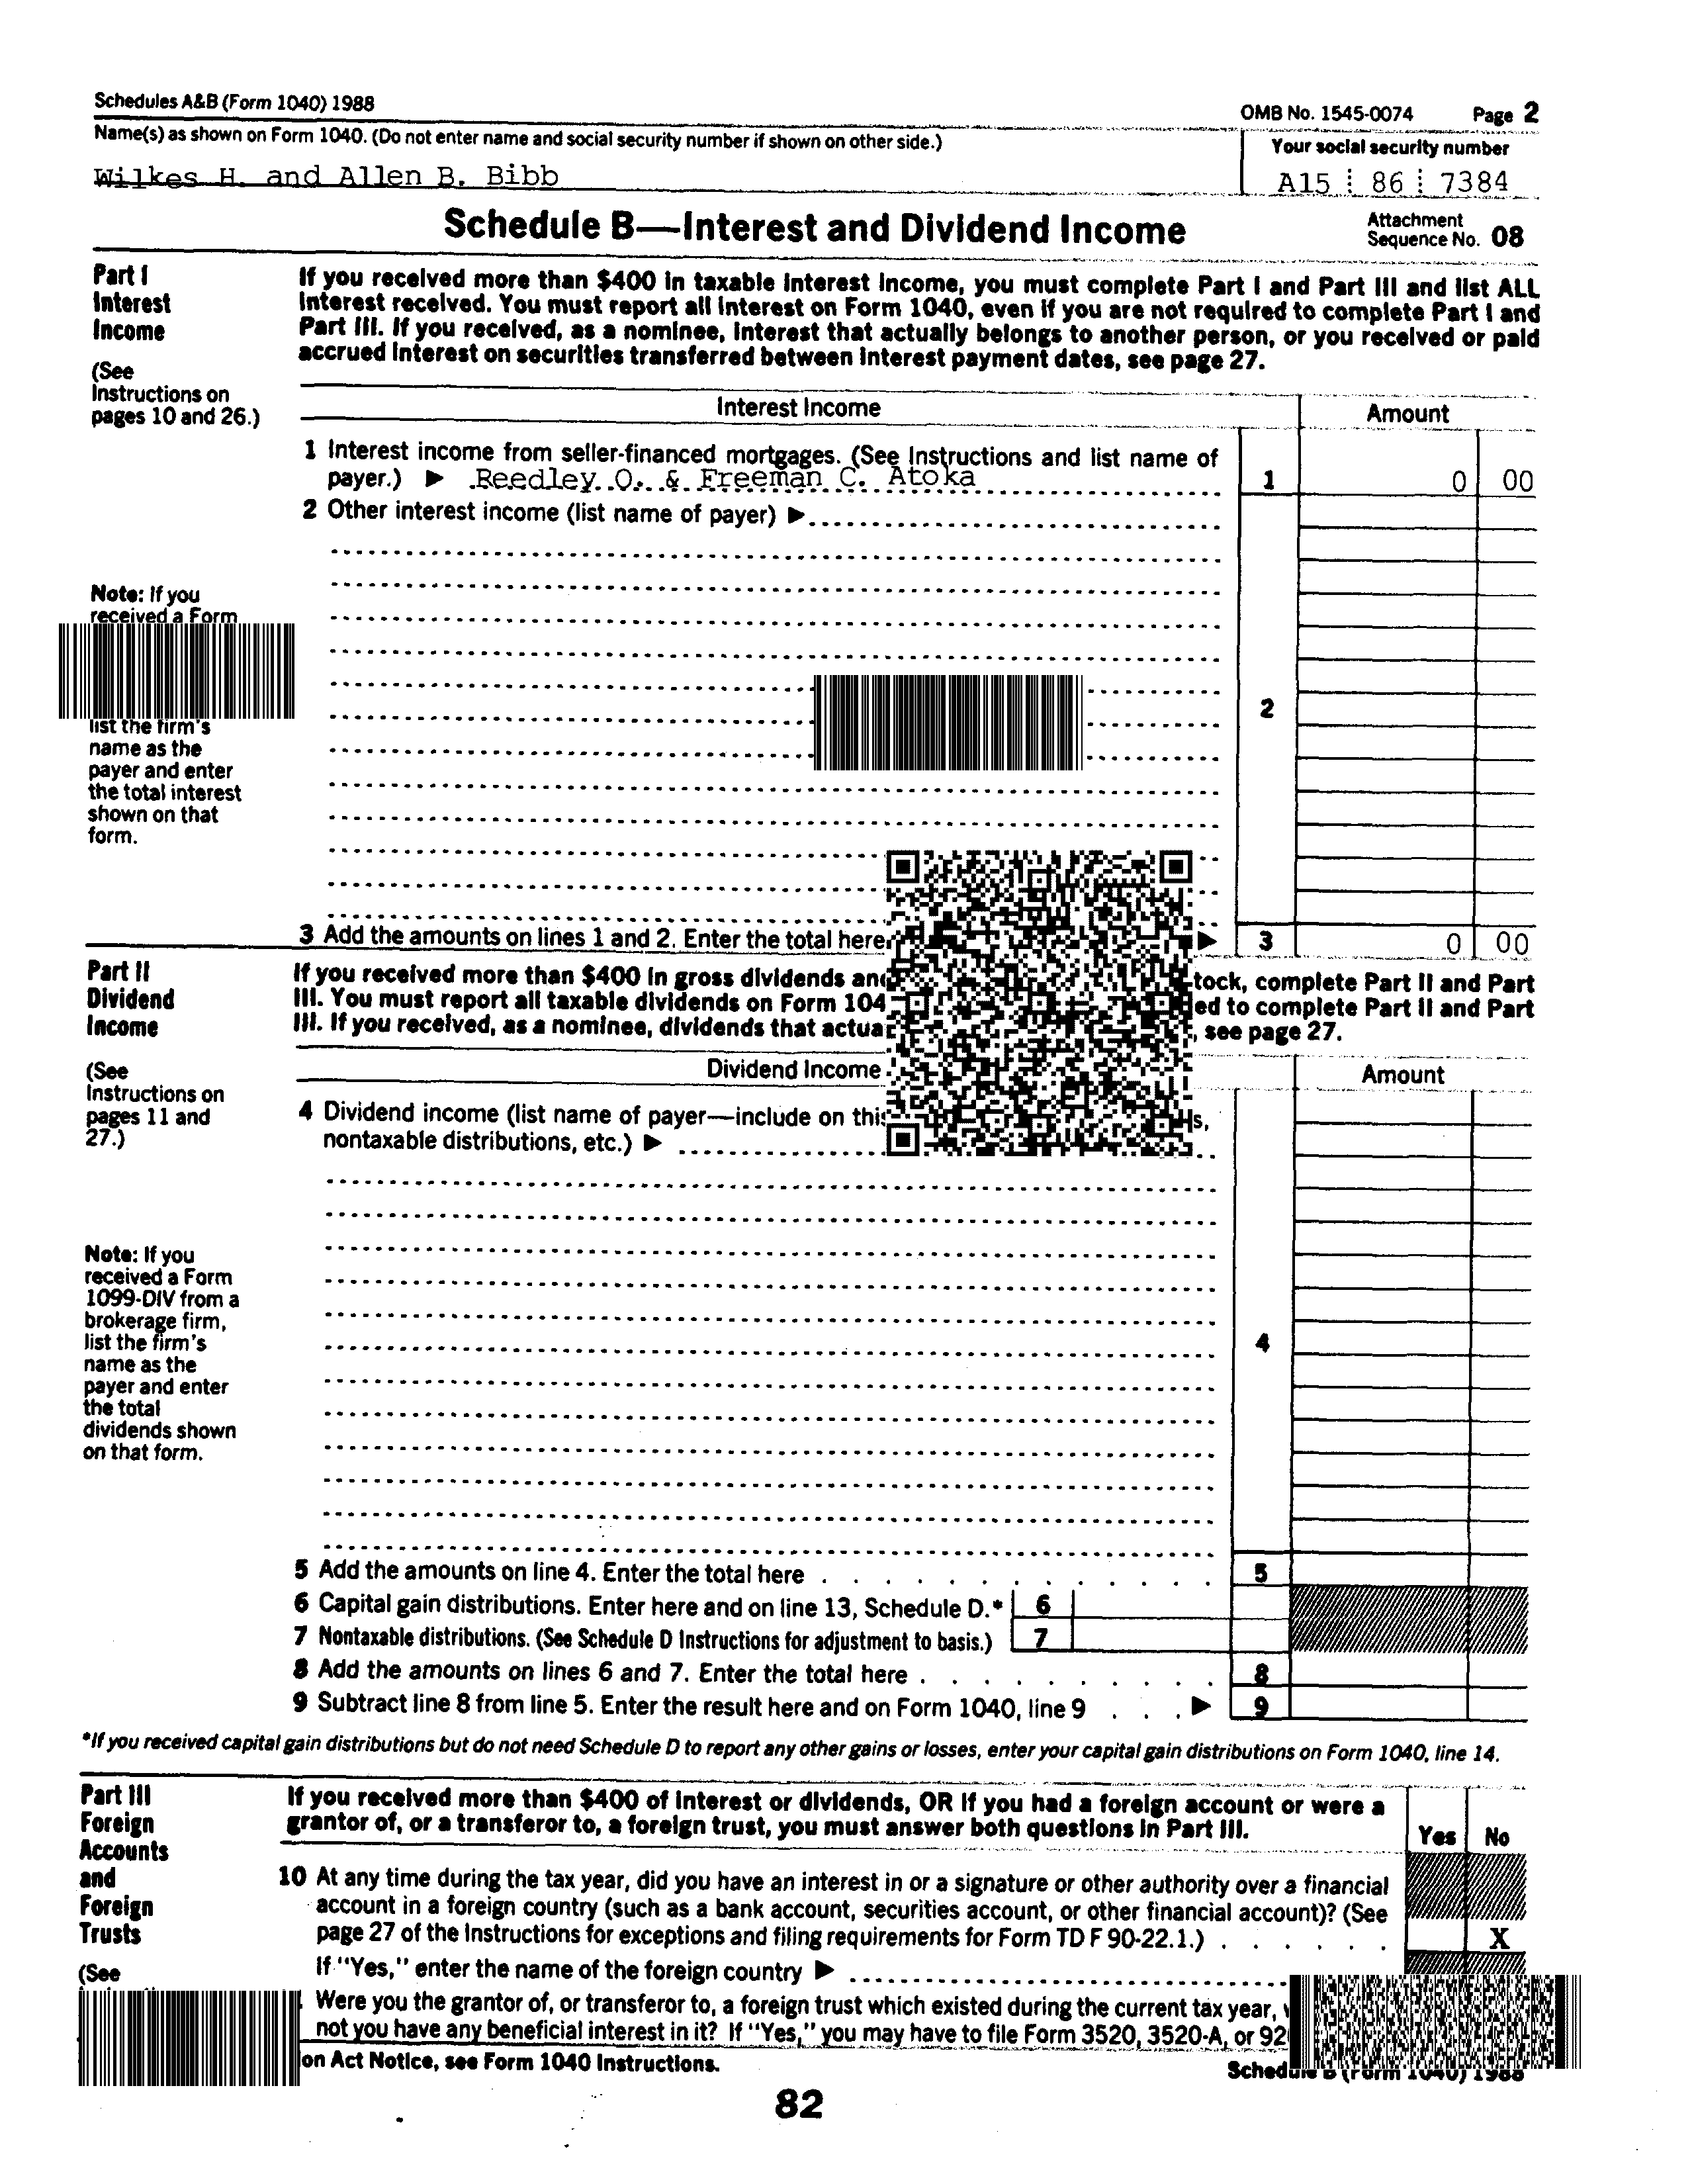 Schedules A&B (Form 1040) 1988
OMB No. 1545-0074 Page 2
Name(s) as shown on Form 1040. (Do not enter name and social security number if shown on other side.)
Your social security number
Wilkes H. and Allen B. Bibb
A15 86 7384
Schedule B—Interest and Dividend Income
Attachment
Sequence No. 08
Part I
Interest
Income
(See
Instructions on
pages 10 and 26.)
If you received more than $400 in taxable interest income, you must complete Part I and Part III and list ALL
interest received. You must report all interest on Form 1040, even if you are not required to complete Part I and
Part III. If you received, as a nominee, interest that actually belongs to another person, or you received or paid
accrued interest on securities transferred between interest payment dates, see page 27.
Interest Income
Amount
1 Interest income from seller-financed mortgages. (See Instructions and list name of
payer.) ▶ Reedley O. & Freeman C. Atoka
1
0 00
2 Other interest income (list name of payer) ▶
Note: If you
received a Form
list the firm's
name as the
payer and enter
the total interest
shown on that
form.
2
3 Add the amounts on lines 1 and 2. Enter the total here
▶ 3
0 00
Part II
Dividend
Income
(See
Instructions on
pages 11 and
27.)
If you received more than $400 in gross dividends and tock, complete Part II and Part
III. You must report all taxable dividends on Form 104 ed to complete Part II and Part
III. If you received, as a nominee, dividends that actua , see page 27.
Dividend Income
Amount
4 Dividend income (list name of payer—include on this s,
nontaxable distributions, etc.) ▶
Note: If you
received a Form
1099-DIV from a
brokerage firm,
list the firm's
name as the
payer and enter
the total
dividends shown
on that form.
4
5 Add the amounts on line 4. Enter the total here 5
6 Capital gain distributions. Enter here and on line 13, Schedule D.* 6
7 Nontaxable distributions. (See Schedule D Instructions for adjustment to basis.) 7
8 Add the amounts on lines 6 and 7. Enter the total here 8
9 Subtract line 8 from line 5. Enter the result here and on Form 1040, line 9 ▶ 9
*If you received capital gain distributions but do not need Schedule D to report any other gains or losses, enter your capital gain distributions on Form 1040, line 14.
Part III
Foreign
Accounts
and
Foreign
Trusts
(See
If you received more than $400 of interest or dividends, OR if you had a foreign account or were a
grantor of, or a transferor to, a foreign trust, you must answer both questions in Part III.
Yes No
10 At any time during the tax year, did you have an interest in or a signature or other authority over a financial
account in a foreign country (such as a bank account, securities account, or other financial account)? (See
page 27 of the Instructions for exceptions and filing requirements for Form TD F 90-22.1.)
X
If "Yes," enter the name of the foreign country ▶
Were you the grantor of, or transferor to, a foreign trust which existed during the current tax year,
not you have any beneficial interest in it? If "Yes," you may have to file Form 3520, 3520-A, or 92
on Act Notice, see Form 1040 Instructions.
Schedule B (Form 1040) 1988
82